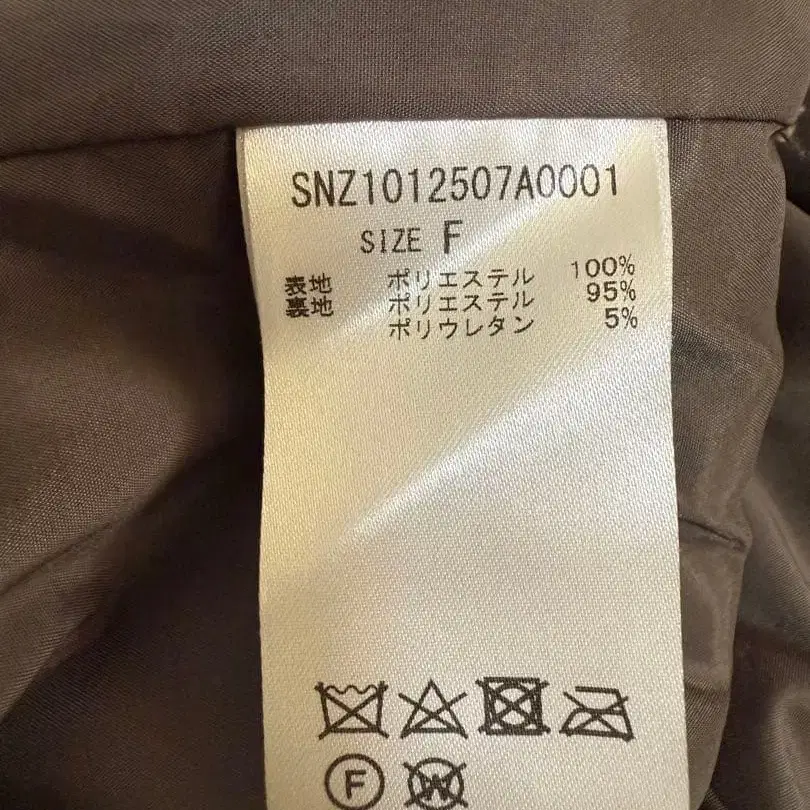 SNZ1012507A0001
SIZE F
表地 ポリエステル 100%
裏地 ポリエステル 95%
ポリウレタン 5%
F W